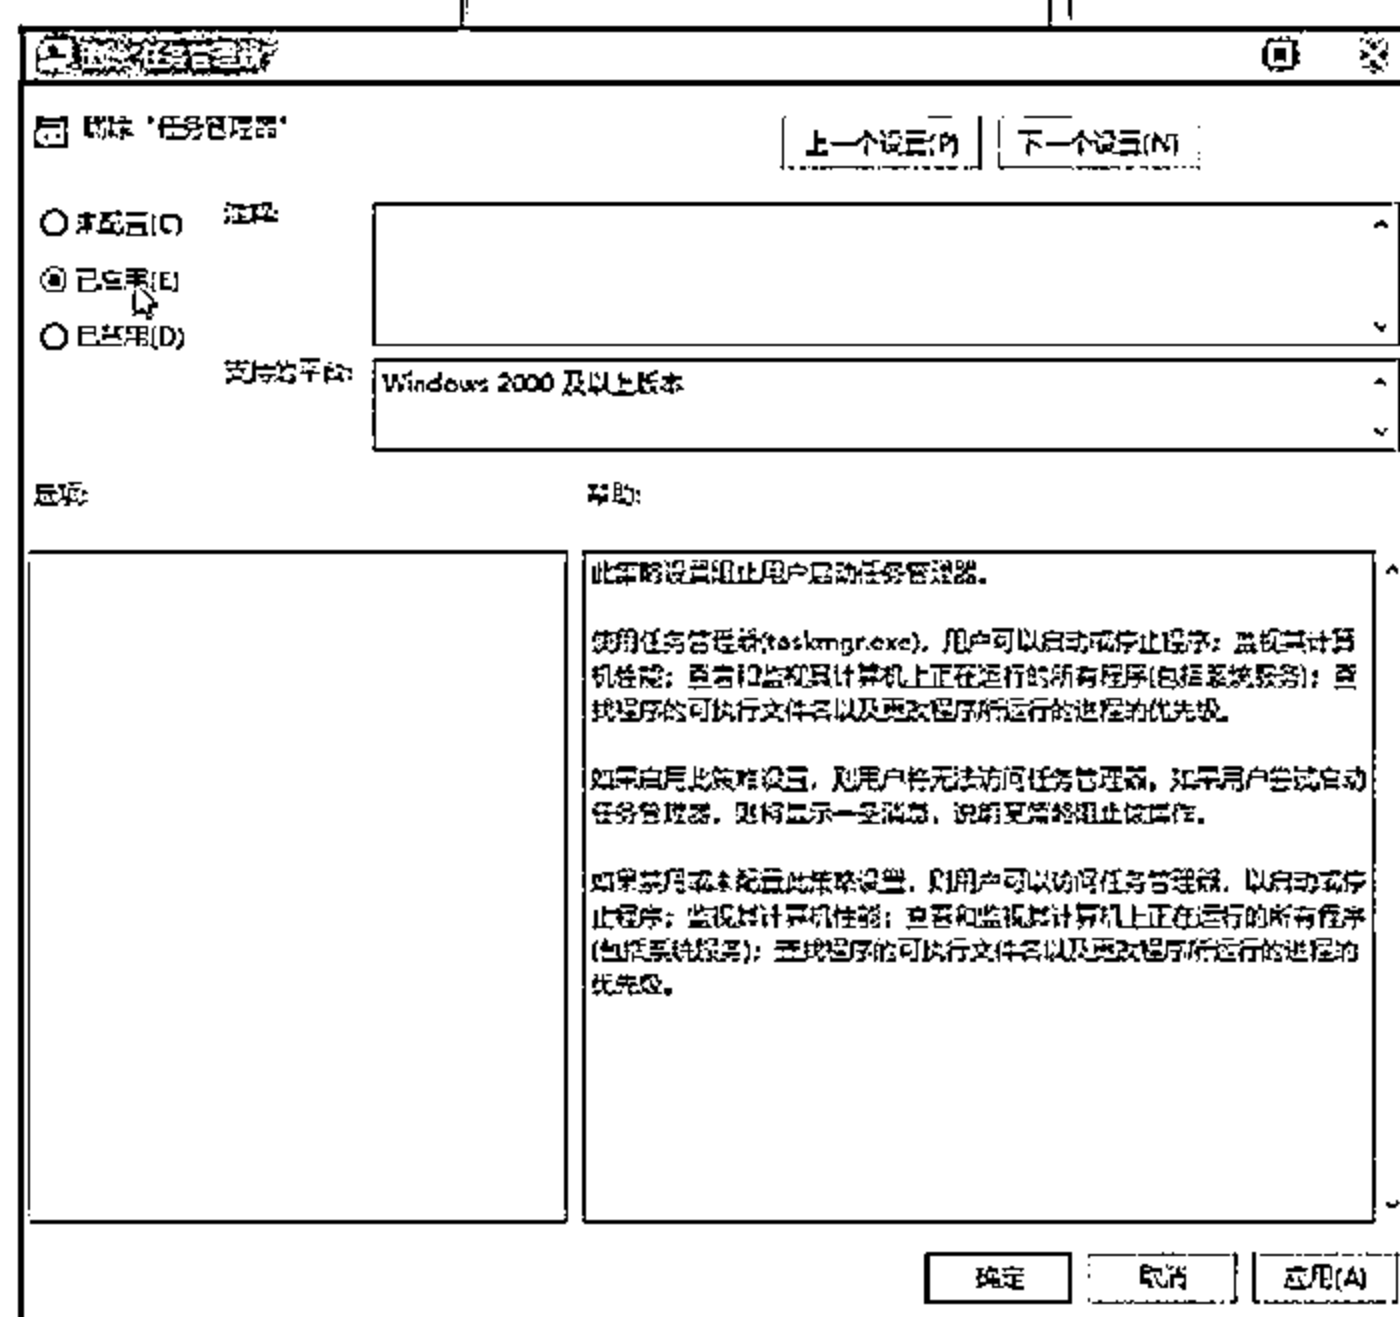 删除"任务管理器"
删除"任务管理器"
上一个设置(P)
下一个设置(N)
未配置(C)
注释:
已启用(E)
已禁用(D)
支持的平台:
Windows 2000 及以上版本
选项:
帮助:
此策略设置阻止用户启动任务管理器。
使用任务管理器(taskmgr.exe)，用户可以启动或停止程序；监视其计算
机性能；查看和监视其计算机上正在运行的所有程序(包括系统服务)；查
找程序的可执行文件名以及更改程序所运行的进程的优先级。
如果启用此策略设置，则用户将无法访问任务管理器。如果用户尝试启动
任务管理器，则将显示一条消息，说明某策略阻止该操作。
如果禁用或未配置此策略设置，则用户可以访问任务管理器，以启动或停
止程序；监视其计算机性能；查看和监视其计算机上正在运行的所有程序
(包括系统服务)；查找程序的可执行文件名以及更改程序所运行的进程的
优先级。
确定
取消
应用(A)